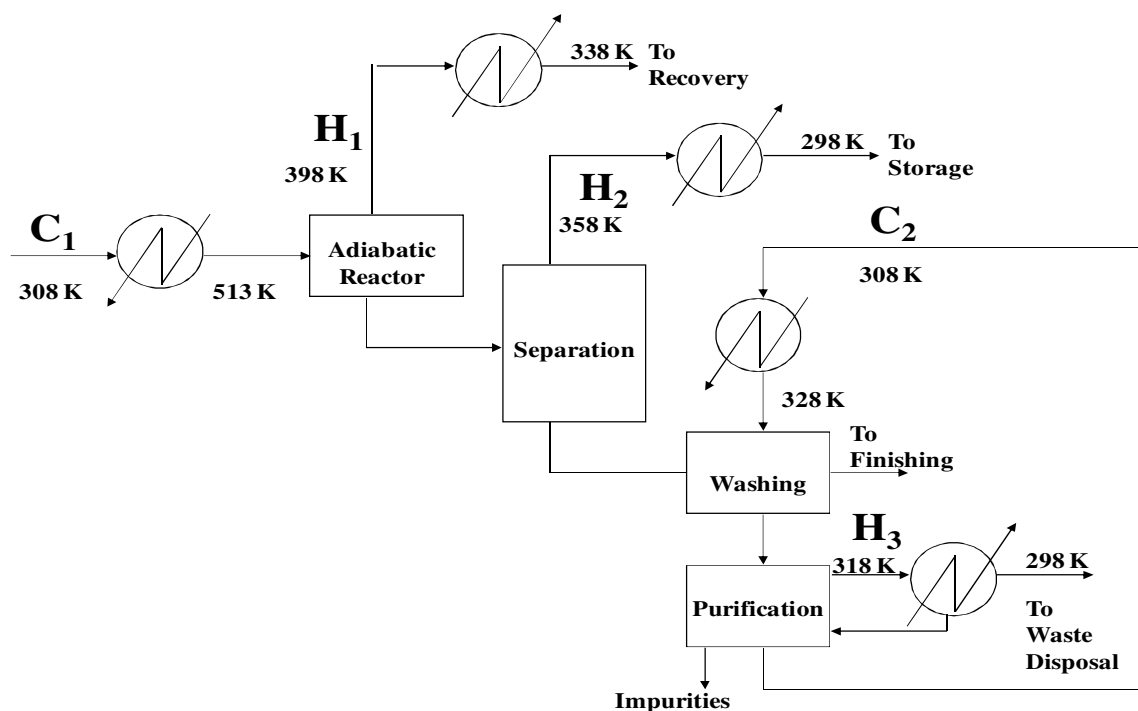 338 K
To
Recovery
H₁
398 K
298 K
To
Storage
H₂
358 K
C₁
308 K
513 K
Adiabatic
Reactor
C₂
308 K
Separation
328 K
To
Finishing
Washing
H₃
318 K
298 K
Purification
To
Waste
Disposal
Impurities